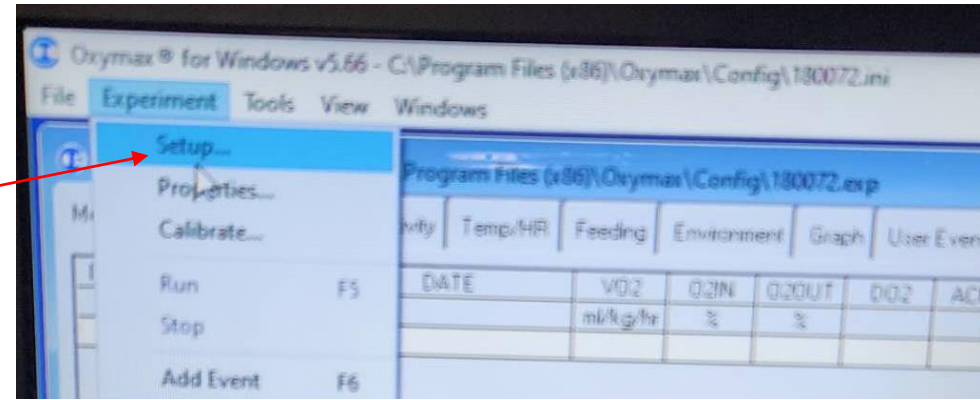 Oxymax ® for Windows v5.66 - C:\Program Files (x86)\Oxymax\Config\180072.ini
File Experiment Tools View Windows
Setup...
Program Files (x86)\Oxymax\Config\180072.exp
Properties...
Calibrate...
Temp/HR Feeding Environment Graph User Even
Run F5
DATE VO2 O2IN O2OUT DO2
ml/kg/hr % %
Stop
Add Event F6